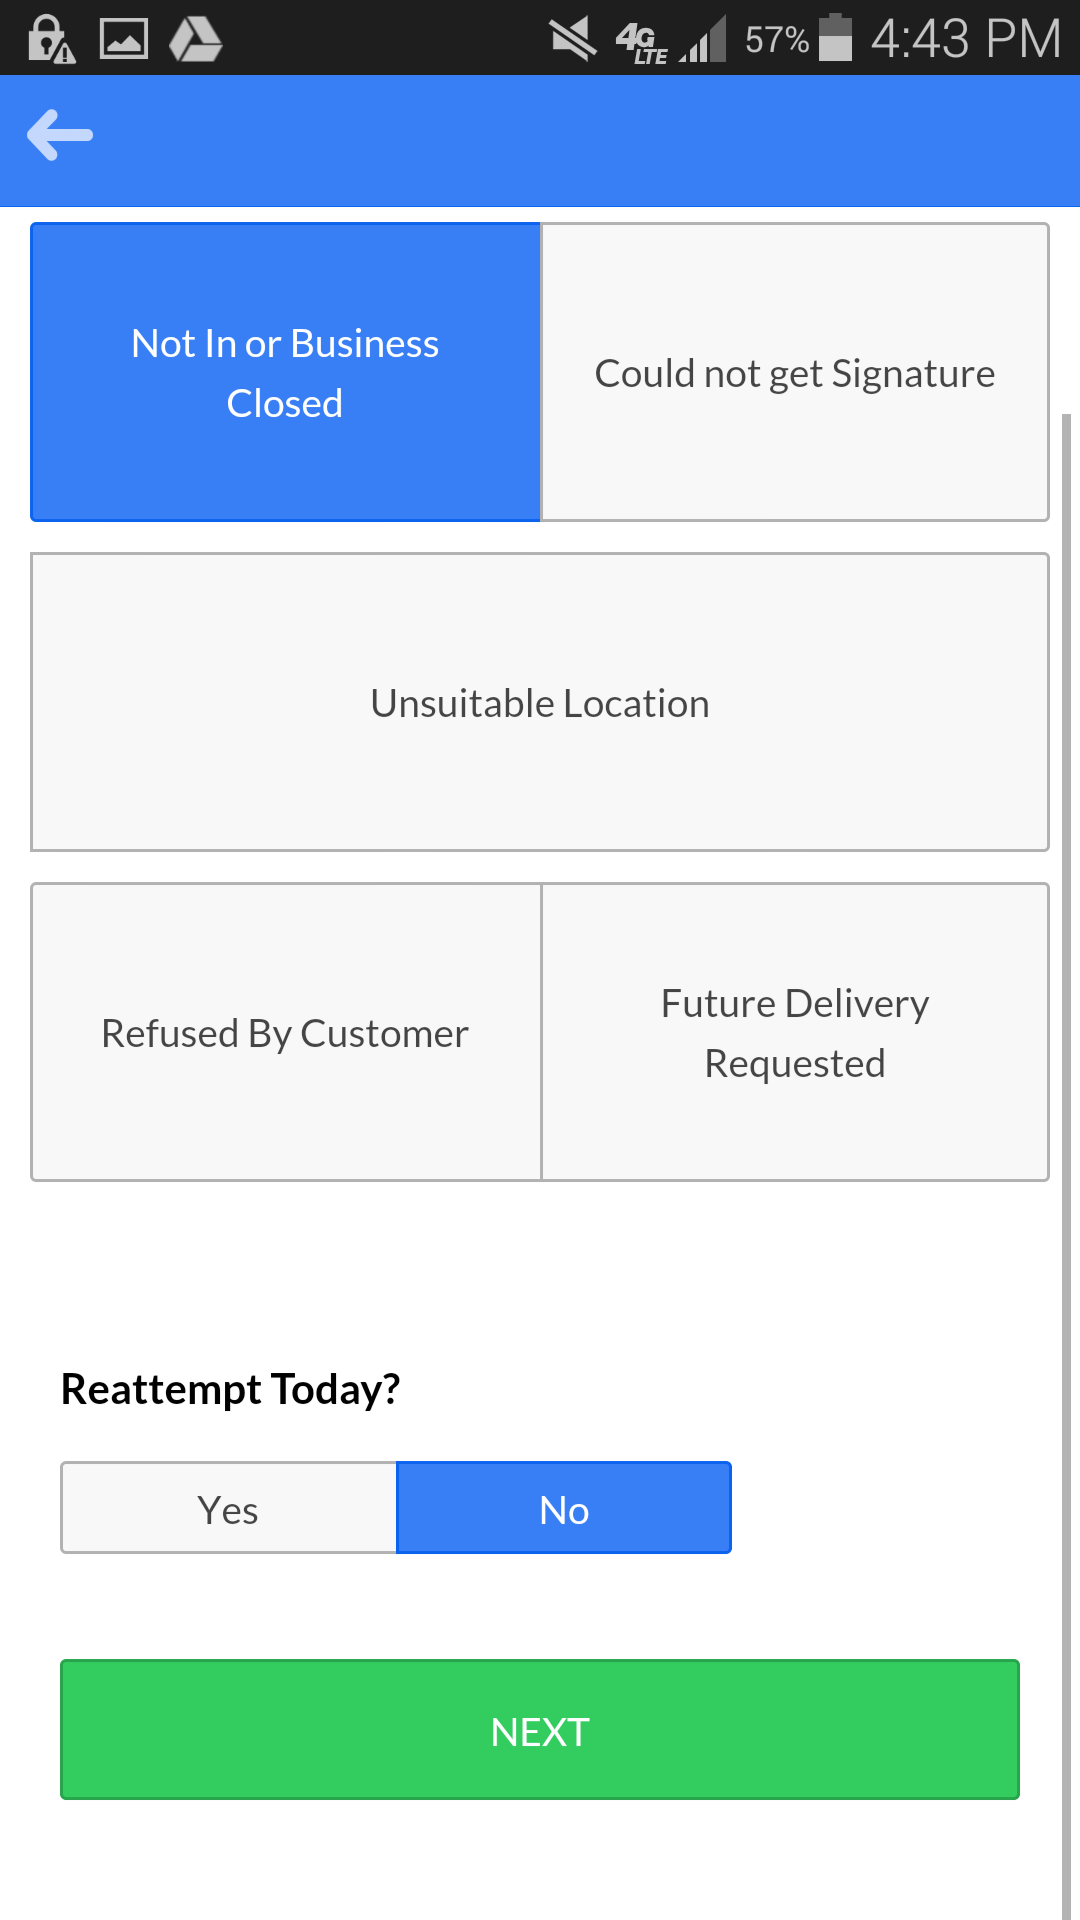 4G LTE 57% 4:43 PM
Not In or Business
Closed
Could not get Signature
Unsuitable Location
Refused By Customer
Future Delivery
Requested
Reattempt Today?
Yes
No
NEXT